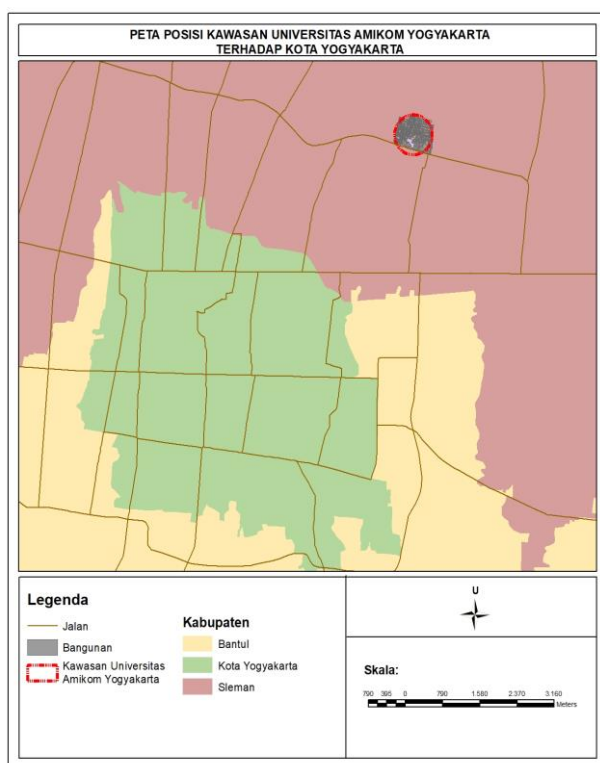 PETA POSISI KAWASAN UNIVERSITAS AMIKOM YOGYAKARTA
TERHADAP KOTA YOGYAKARTA
Legenda
Jalan
Bangunan
Kawasan Universitas
Amikom Yogyakarta
Kabupaten
Bantul
Kota Yogyakarta
Sleman
U
Skala:
790 395 0 790 1.580 2.370 3.160
Meters